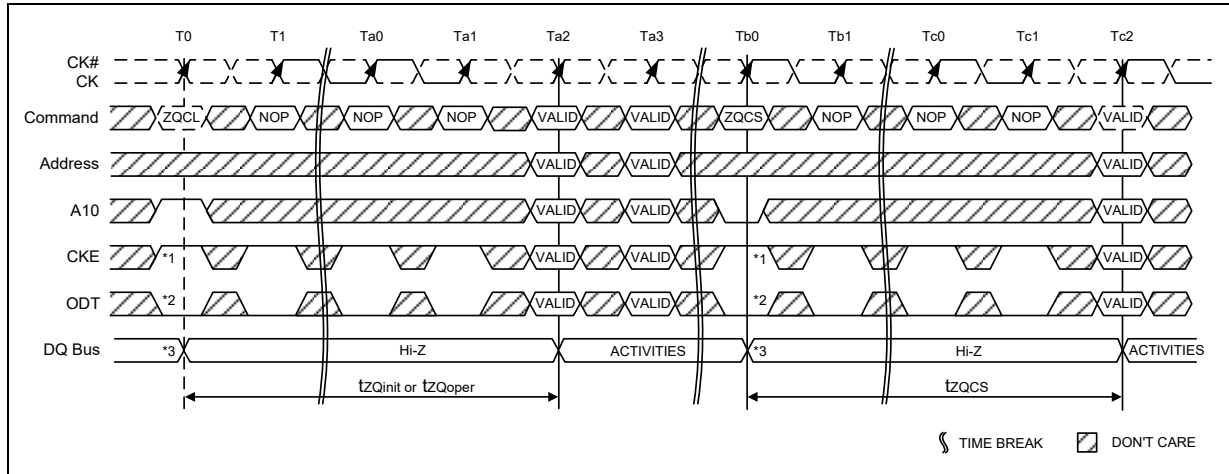 T0 T1 Ta0 Ta1 Ta2 Ta3 Tb0 Tb1 Tc0 Tc1 Tc2
CK#
CK
Command ZQCL NOP NOP NOP VALID VALID ZQCS NOP NOP NOP VALID
Address VALID VALID VALID
A10 VALID VALID VALID
CKE *1 VALID VALID *1 VALID
ODT *2 VALID VALID *2 VALID
DQ Bus *3 Hi-Z ACTIVITIES *3 Hi-Z ACTIVITIES
tZQinit or tZQoper tZQCS
TIME BREAK DON'T CARE